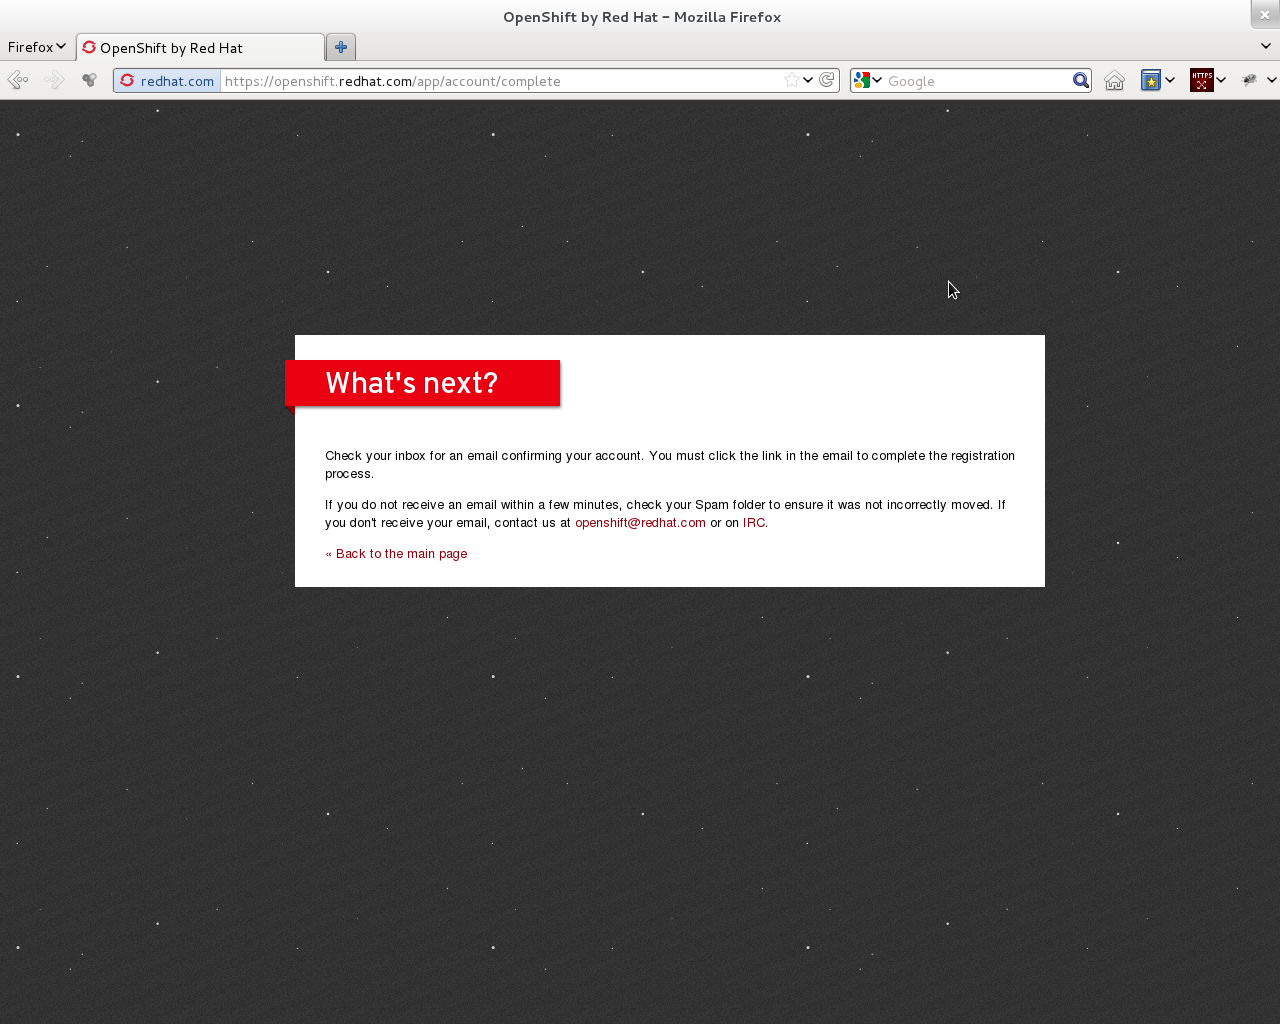 OpenShift by Red Hat - Mozilla Firefox
Firefox
OpenShift by Red Hat
redhat.com
https://openshift.redhat.com/app/account/complete
Google
HTTPS
What's next?
Check your inbox for an email confirming your account. You must click the link in the email to complete the registration
process.
If you do not receive an email within a few minutes, check your Spam folder to ensure it was not incorrectly moved. If
you don't receive your email, contact us at openshift@redhat.com or on IRC.
« Back to the main page